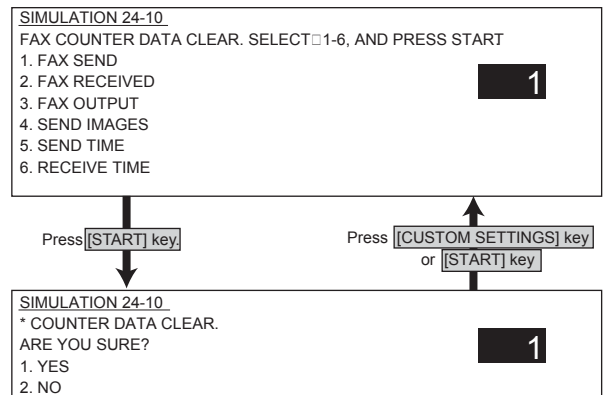 SIMULATION 24-10
FAX COUNTER DATA CLEAR. SELECT□1-6, AND PRESS START
1. FAX SEND
2. FAX RECEIVED
3. FAX OUTPUT
4. SEND IMAGES
5. SEND TIME
6. RECEIVE TIME
1
Press [START] key.
Press [CUSTOM SETTINGS] key
or [START] key
SIMULATION 24-10
* COUNTER DATA CLEAR.
ARE YOU SURE?
1. YES
2. NO
1